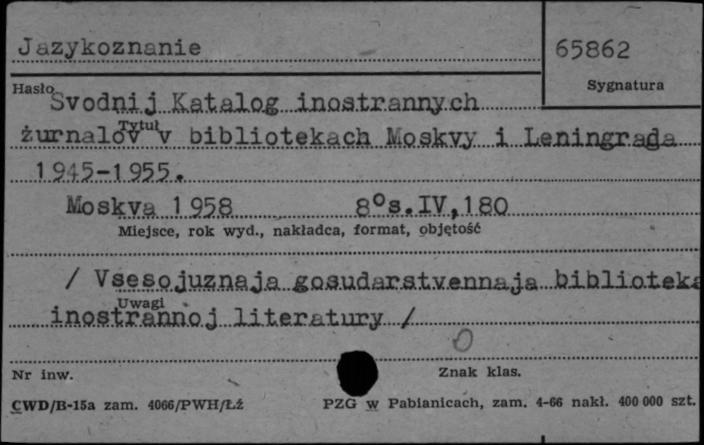 Jazykoznanie
65862
Hasło
Sygnatura
Svodnij Katalog inostrannych
Tytuł
żurnalov v bibliotekach Moskvy i Leningrada
1945-1955.
Moskva 1958 8°s.IV,180
Miejsce, rok wyd., nakładca, format, objętość
/ Vsesojuznaja gosudarstvennaja biblioteka
Uwagi
inostrannoj literatury /
0
Nr inw.
Znak klas.
CWD/B-15a zam. 4066/PWH/Łź
PZG w Pabianicach, zam. 4-66 nakł. 400 000 szt.